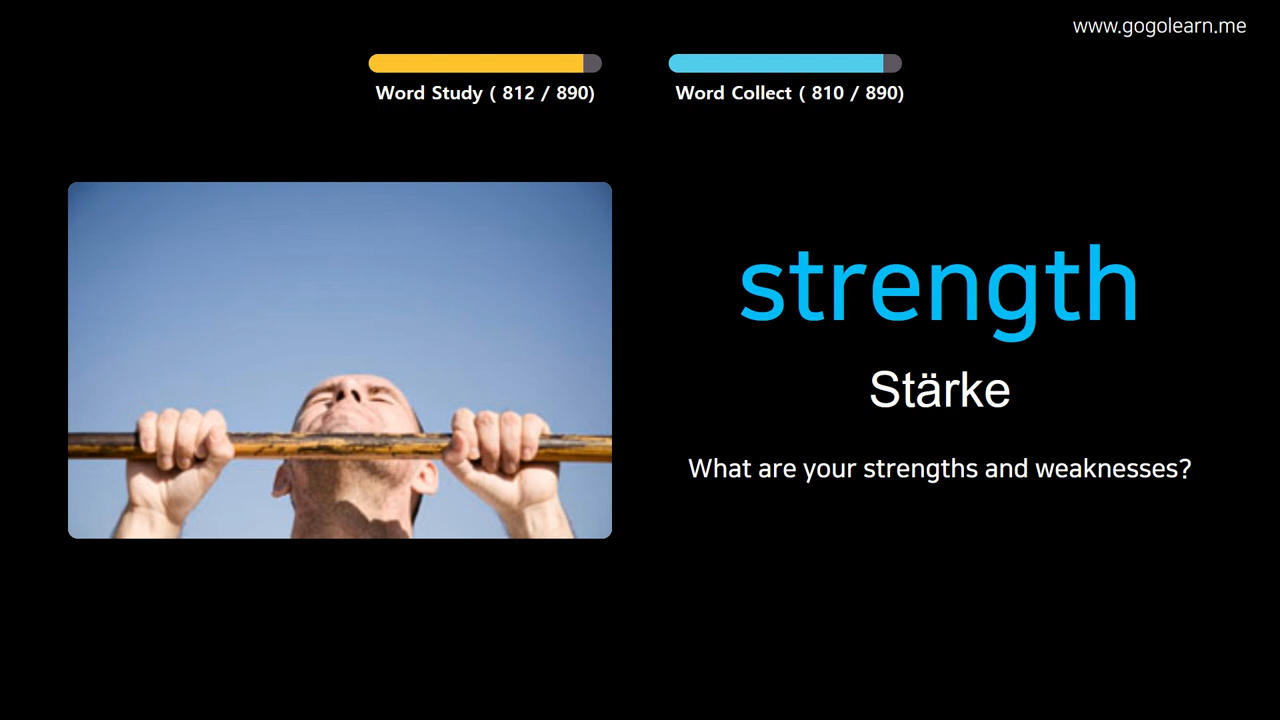 www.gogolearn.me
Word Study ( 812 / 890)
Word Collect ( 810 / 890)
strength
Stärke
What are your strengths and weaknesses?